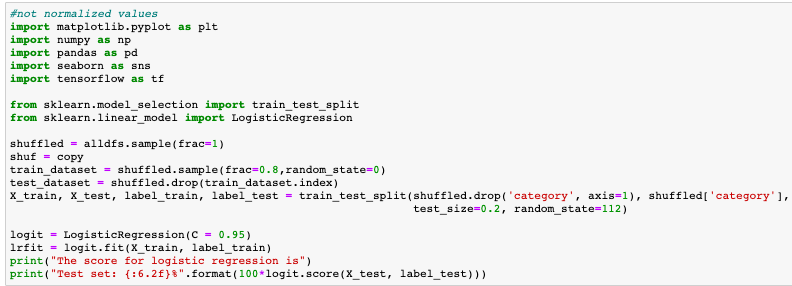 #not normalized values
import matplotlib.pyplot as plt
import numpy as np
import pandas as pd
import seaborn as sns
import tensorflow as tf

from sklearn.model_selection import train_test_split
from sklearn.linear_model import LogisticRegression

shuffled = alldfs.sample(frac=1)
shuf = copy
train_dataset = shuffled.sample(frac=0.8,random_state=0)
test_dataset = shuffled.drop(train_dataset.index)
X_train, X_test, label_train, label_test = train_test_split(shuffled.drop('category', axis=1), shuffled['category'],
test_size=0.2, random_state=112)

logit = LogisticRegression(C = 0.95)
lrfit = logit.fit(X_train, label_train)
print("The score for logistic regression is")
print("Test set: {:6.2f}%".format(100*logit.score(X_test, label_test)))